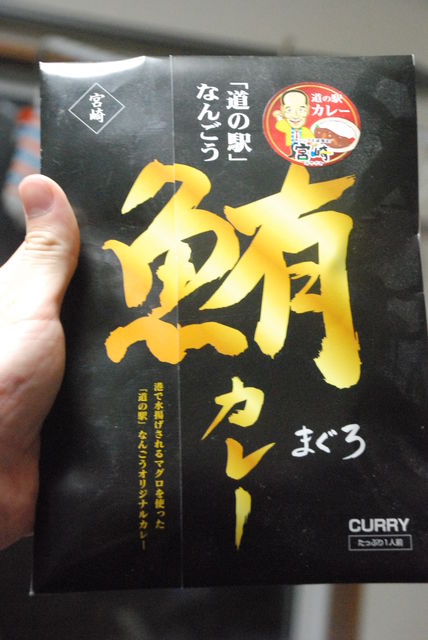 宮崎
「道の駅」
なんごう
道の駅
カレー
宮崎
鮪
カレー
まぐろ
港で水揚げされるマグロを使った
「道の駅」なんごうオリジナルカレー
CURRY
たっぷり1人前